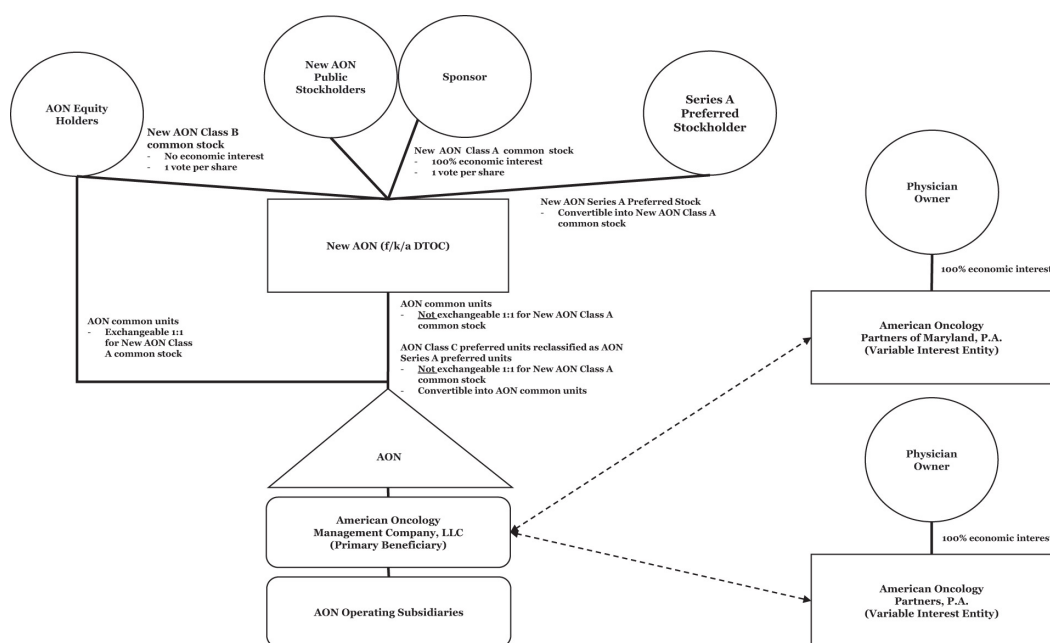 AON Equity
Holders
New AON
Public
Stockholders
Sponsor
Series A
Preferred
Stockholder
New AON Class B
common stock
- No economic interest
- 1 vote per share
New AON Class A common stock
- 100% economic interest
- 1 vote per share
New AON Series A Preferred Stock
- Convertible into New AON Class A
common stock
New AON (f/k/a DTOC)
AON common units
- Exchangeable 1:1
for New AON Class
A common stock
AON common units
- Not exchangeable 1:1 for New AON Class A
common stock
AON Class C preferred units reclassified as AON
Series A preferred units
- Not exchangeable 1:1 for New AON Class A
common stock
- Convertible into AON common units
AON
American Oncology
Management Company, LLC
(Primary Beneficiary)
AON Operating Subsidiaries
Physician
Owner
100% economic interest
American Oncology
Partners of Maryland, P.A.
(Variable Interest Entity)
Physician
Owner
100% economic interest
American Oncology
Partners, P.A.
(Variable Interest Entity)